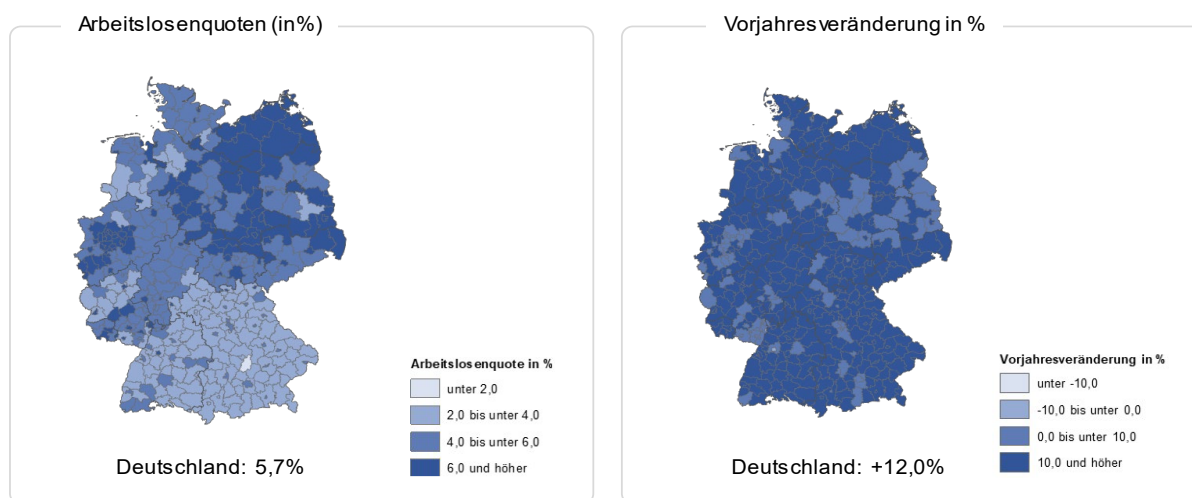 Arbeitslosenquoten (in%)
Arbeitslosenquote in %
unter 2,0
2,0 bis unter 4,0
4,0 bis unter 6,0
6,0 und höher
Deutschland: 5,7%
Vorjahresveränderung in %
Vorjahresveränderung in %
unter -10,0
-10,0 bis unter 0,0
0,0 bis unter 10,0
10,0 und höher
Deutschland: +12,0%